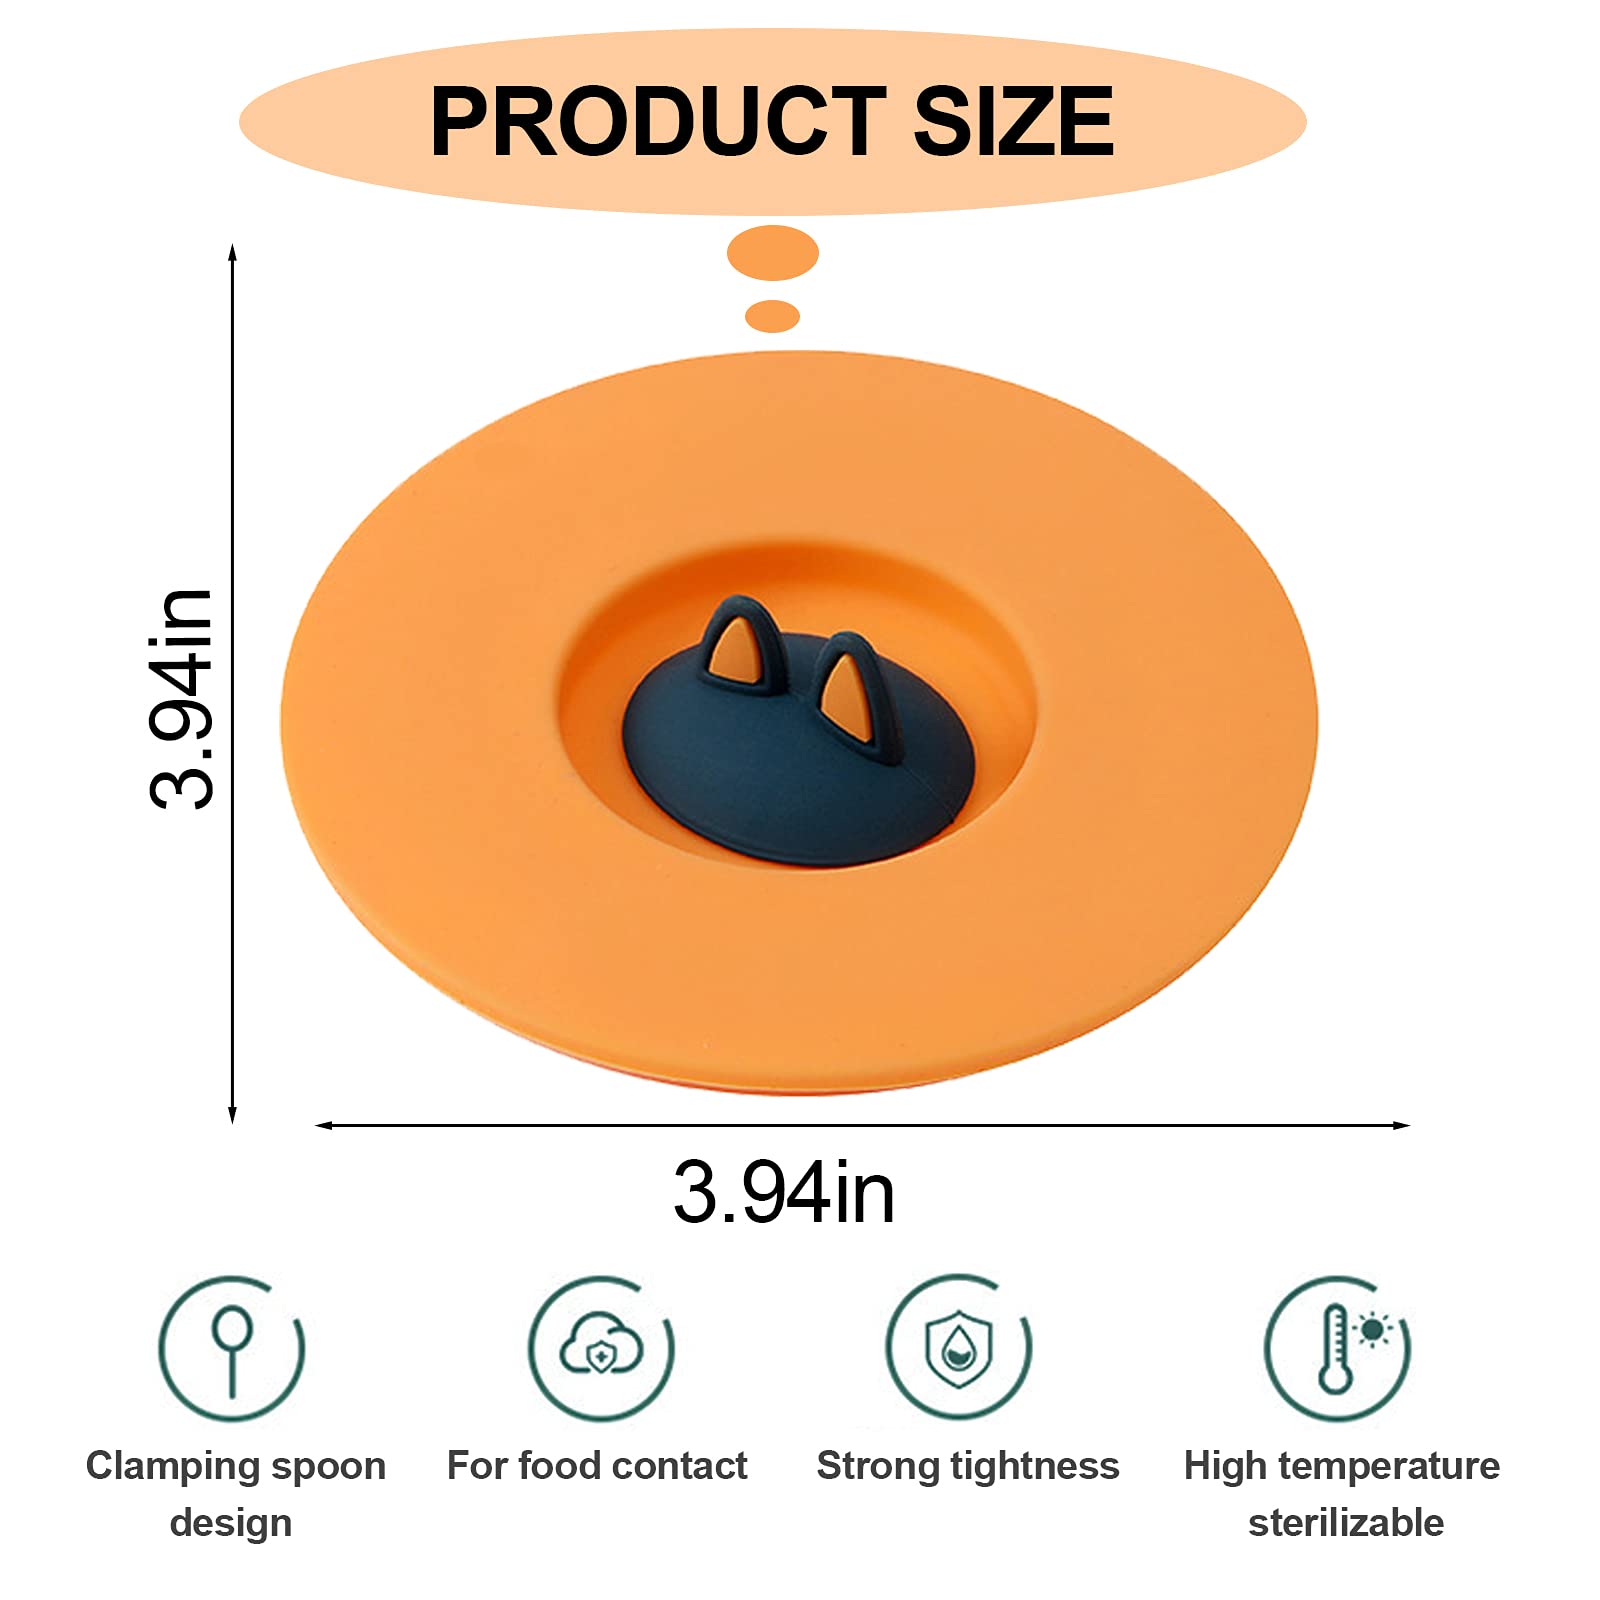 PRODUCT SIZE
3.94in
3.94in
Clamping spoon
design
For food contact
Strong tightness
High temperature
sterilizable